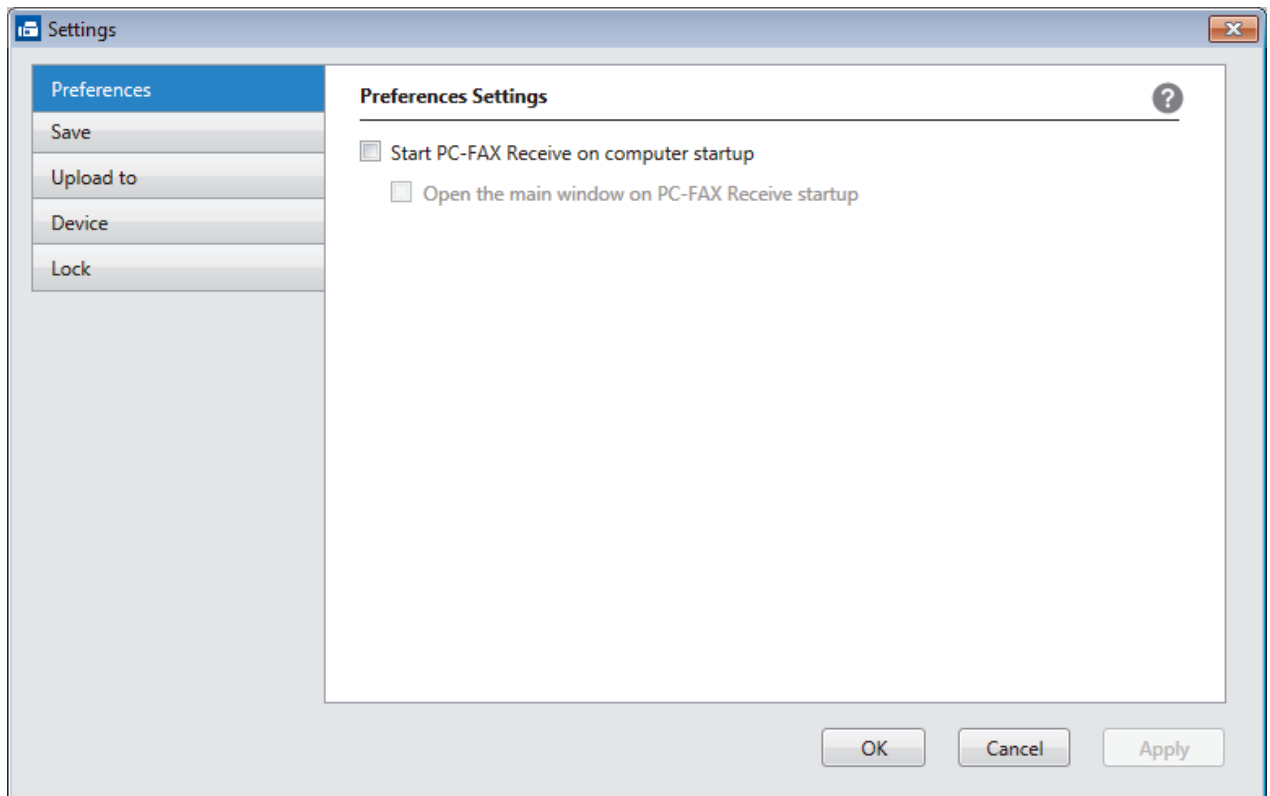 Settings
Preferences
Save
Upload to
Device
Lock
Preferences Settings
?
Start PC-FAX Receive on computer startup
Open the main window on PC-FAX Receive startup
OK
Cancel
Apply